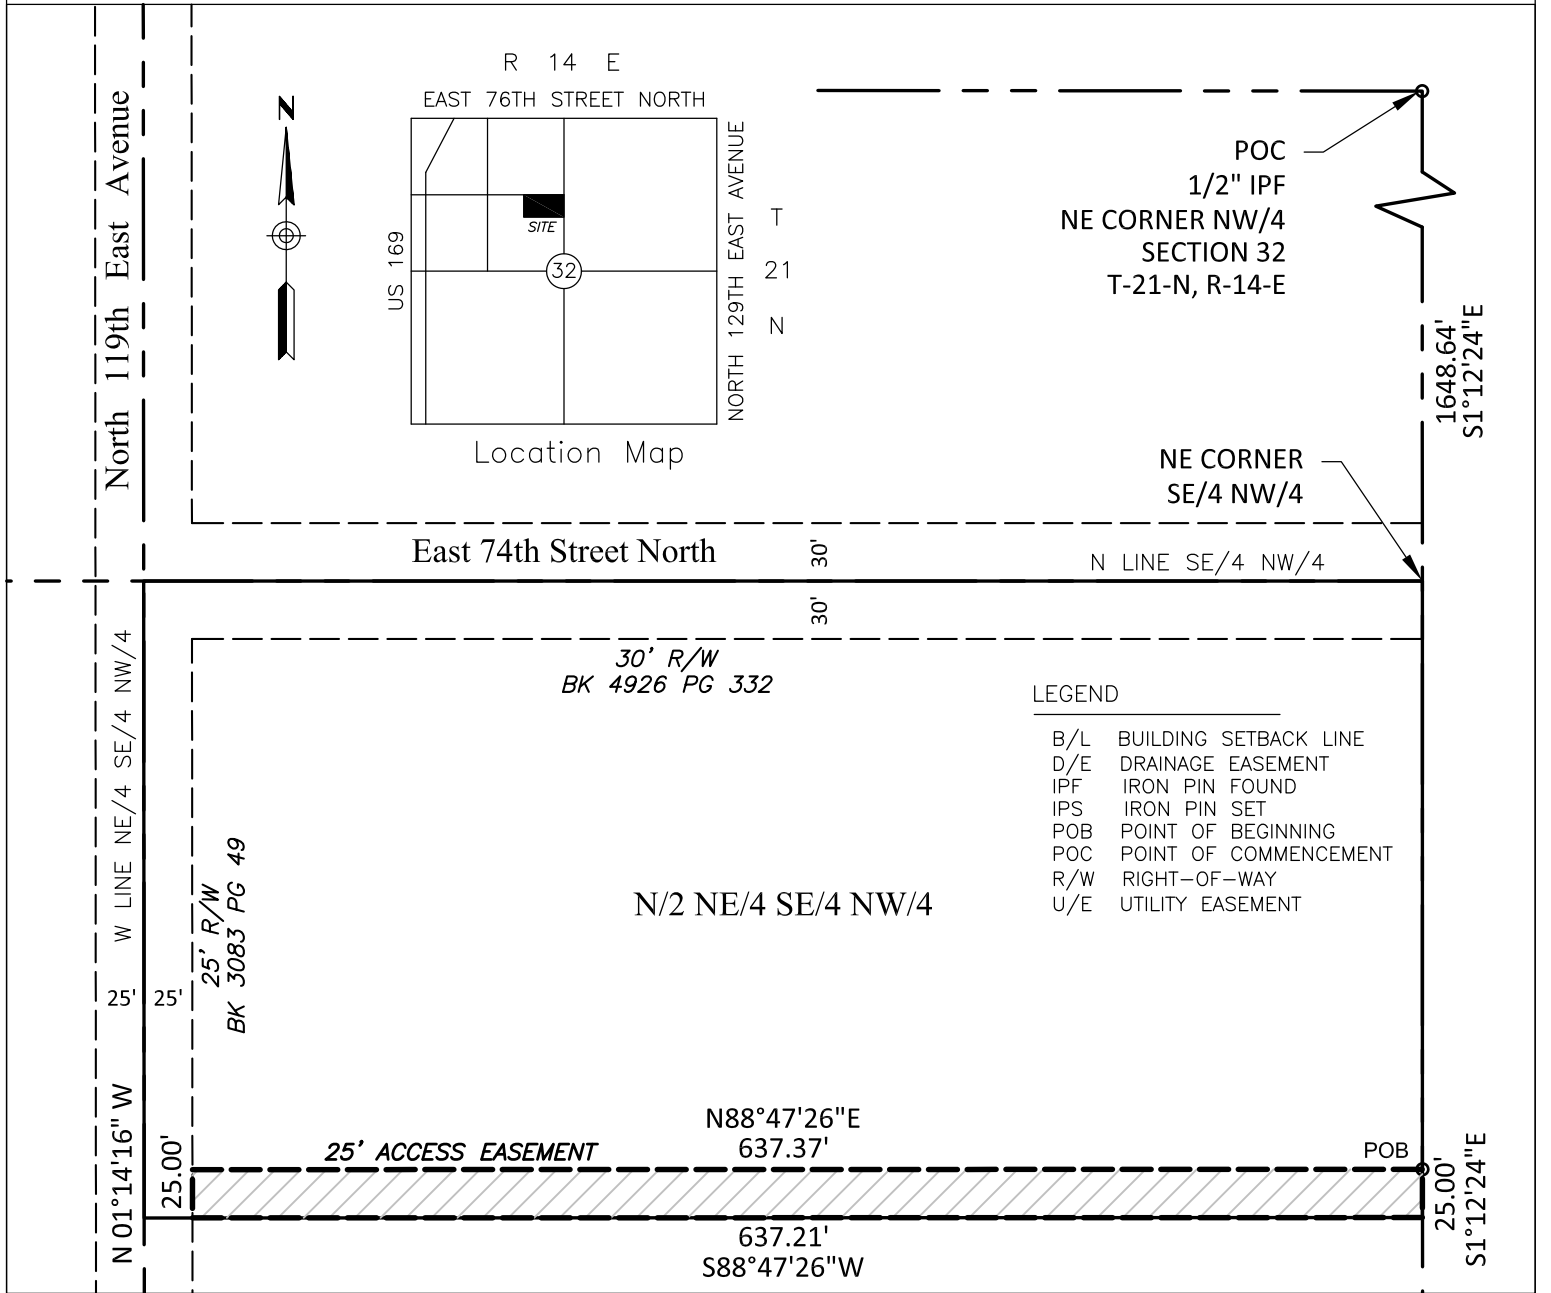 North 119th East Avenue
N
R 14 E
EAST 76TH STREET NORTH
US 169
SITE
32
NORTH 129TH EAST AVENUE
T
21
N
Location Map
POC
1/2" IPF
NE CORNER NW/4
SECTION 32
T-21-N, R-14-E
1648.64'
S1°12'24"E
NE CORNER
SE/4 NW/4
East 74th Street North
30'
N LINE SE/4 NW/4
30'
30' R/W
BK 4926 PG 332
W LINE NE/4 SE/4 NW/4
LEGEND
B/L BUILDING SETBACK LINE
D/E DRAINAGE EASEMENT
IPF IRON PIN FOUND
IPS IRON PIN SET
POB POINT OF BEGINNING
POC POINT OF COMMENCEMENT
R/W RIGHT-OF-WAY
U/E UTILITY EASEMENT
25' R/W
BK 3083 PG 49
N/2 NE/4 SE/4 NW/4
25' 25'
N 01°14'16" W
25.00'
25' ACCESS EASEMENT
N88°47'26"E
637.37'
POB
25.00'
S1°12'24"E
637.21'
S88°47'26"W